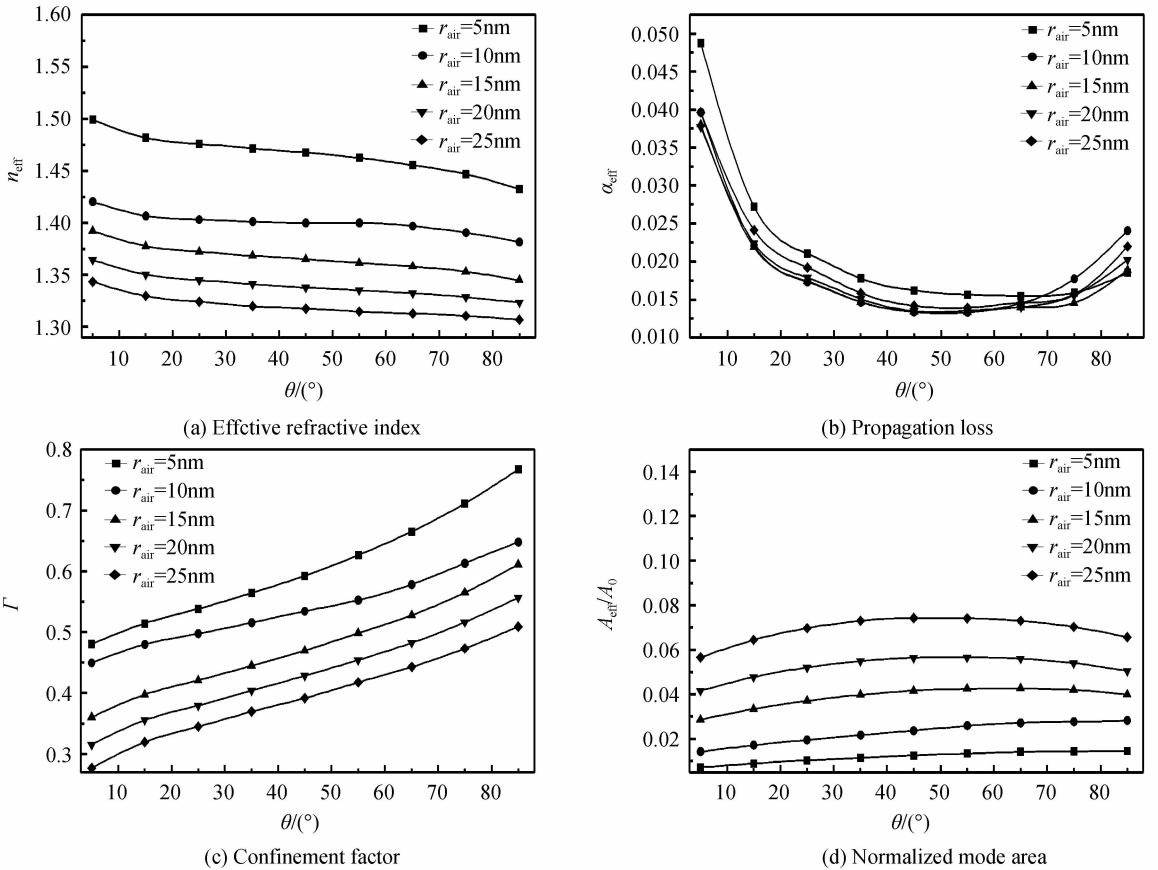 1.60
1.50
1.45
1.40
1.35
1.30
n_eff
r_air=5nm
r_air=10nm
r_air=15nm
r_air=20nm
r_air=25nm
10 20 30 40 50 60 70 80
θ/(°)
(a) Effctive refractive index
0.050
0.045
0.040
0.035
0.030
0.025
0.020
0.015
0.010
α_eff
r_air=5nm
r_air=10nm
r_air=15nm
r_air=20nm
r_air=25nm
10 20 30 40 50 60 70 80
θ/(°)
(b) Propagation loss
0.8
0.7
0.6
0.5
0.4
0.3
Γ
r_air=5nm
r_air=10nm
r_air=15nm
r_air=20nm
r_air=25nm
10 20 30 40 50 60 70 80
θ/(°)
(c) Confinement factor
0.14
0.12
0.10
0.08
0.06
0.04
0.02
A_eff/A_0
r_air=5nm
r_air=10nm
r_air=15nm
r_air=20nm
r_air=25nm
10 20 30 40 50 60 70 80
θ/(°)
(d) Normalized mode area